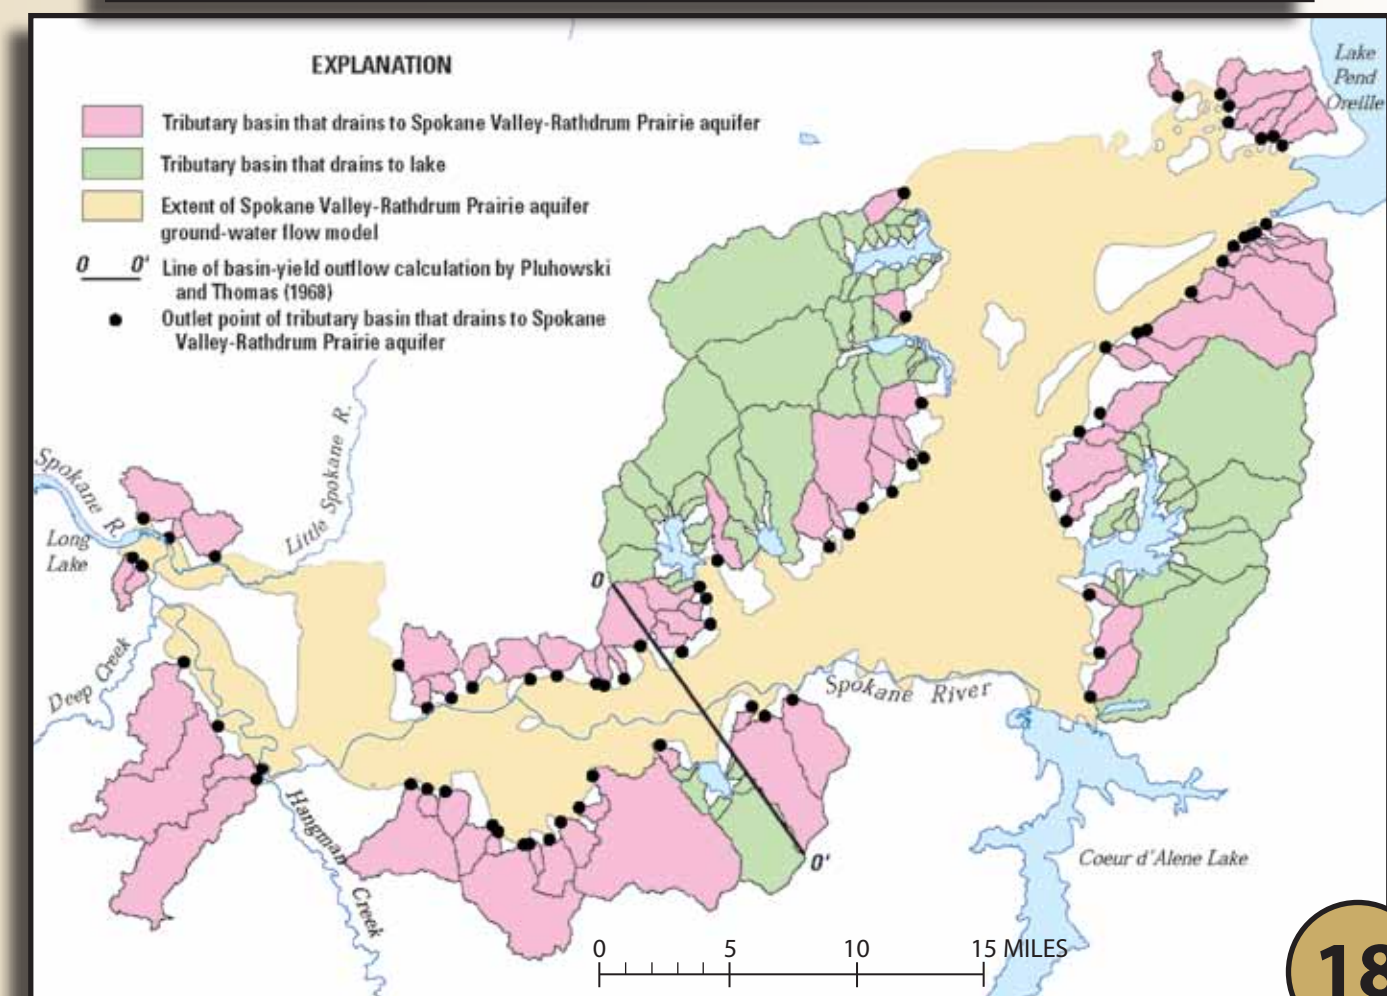 EXPLANATION
Tributary basin that drains to Spokane Valley-Rathdrum Prairie aquifer
Tributary basin that drains to lake
Extent of Spokane Valley-Rathdrum Prairie aquifer
ground-water flow model
0 0' Line of basin-yield outflow calculation by Pluhowski
and Thomas (1968)
Outlet point of tributary basin that drains to Spokane
Valley-Rathdrum Prairie aquifer
Lake
Pend
Oreille
Spokane R.
Little Spokane R.
Long
Lake
0
Deep Creek
Spokane River
Hangman
Creek
0'
Coeur d'Alene Lake
0 5 10 15 MILES
18